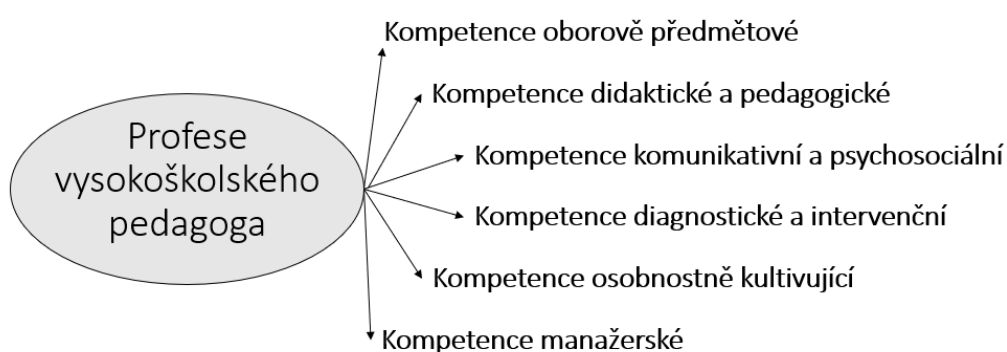 Profese
vysokoškolského
pedagoga
Kompetence oborově předmětové
Kompetence didaktické a pedagogické
Kompetence komunikativní a psychosociální
Kompetence diagnostické a intervenční
Kompetence osobnostně kultivující
Kompetence manažerské